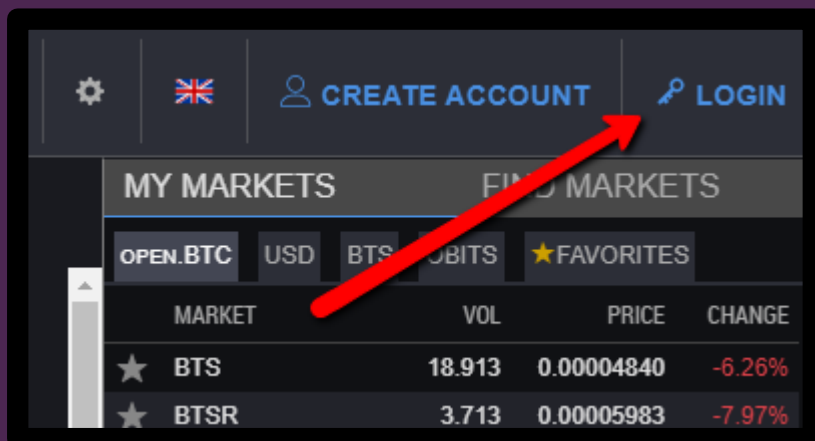 CREATE ACCOUNT LOGIN
MY MARKETS FIND MARKETS
OPEN.BTC USD BTS OBITS ★FAVORITES
MARKET VOL PRICE CHANGE
★ BTS 18.913 0.00004840 -6.26%
★ BTSR 3.713 0.00005983 -7.97%